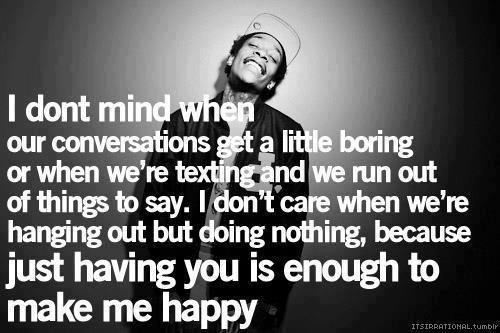 I dont mind when
our conversations get a little boring
or when we're texting and we run out
of things to say. I don't care when we're
hanging out but doing nothing, because
just having you is enough to
make me happy
ITSIRRATIONAL.tumblr